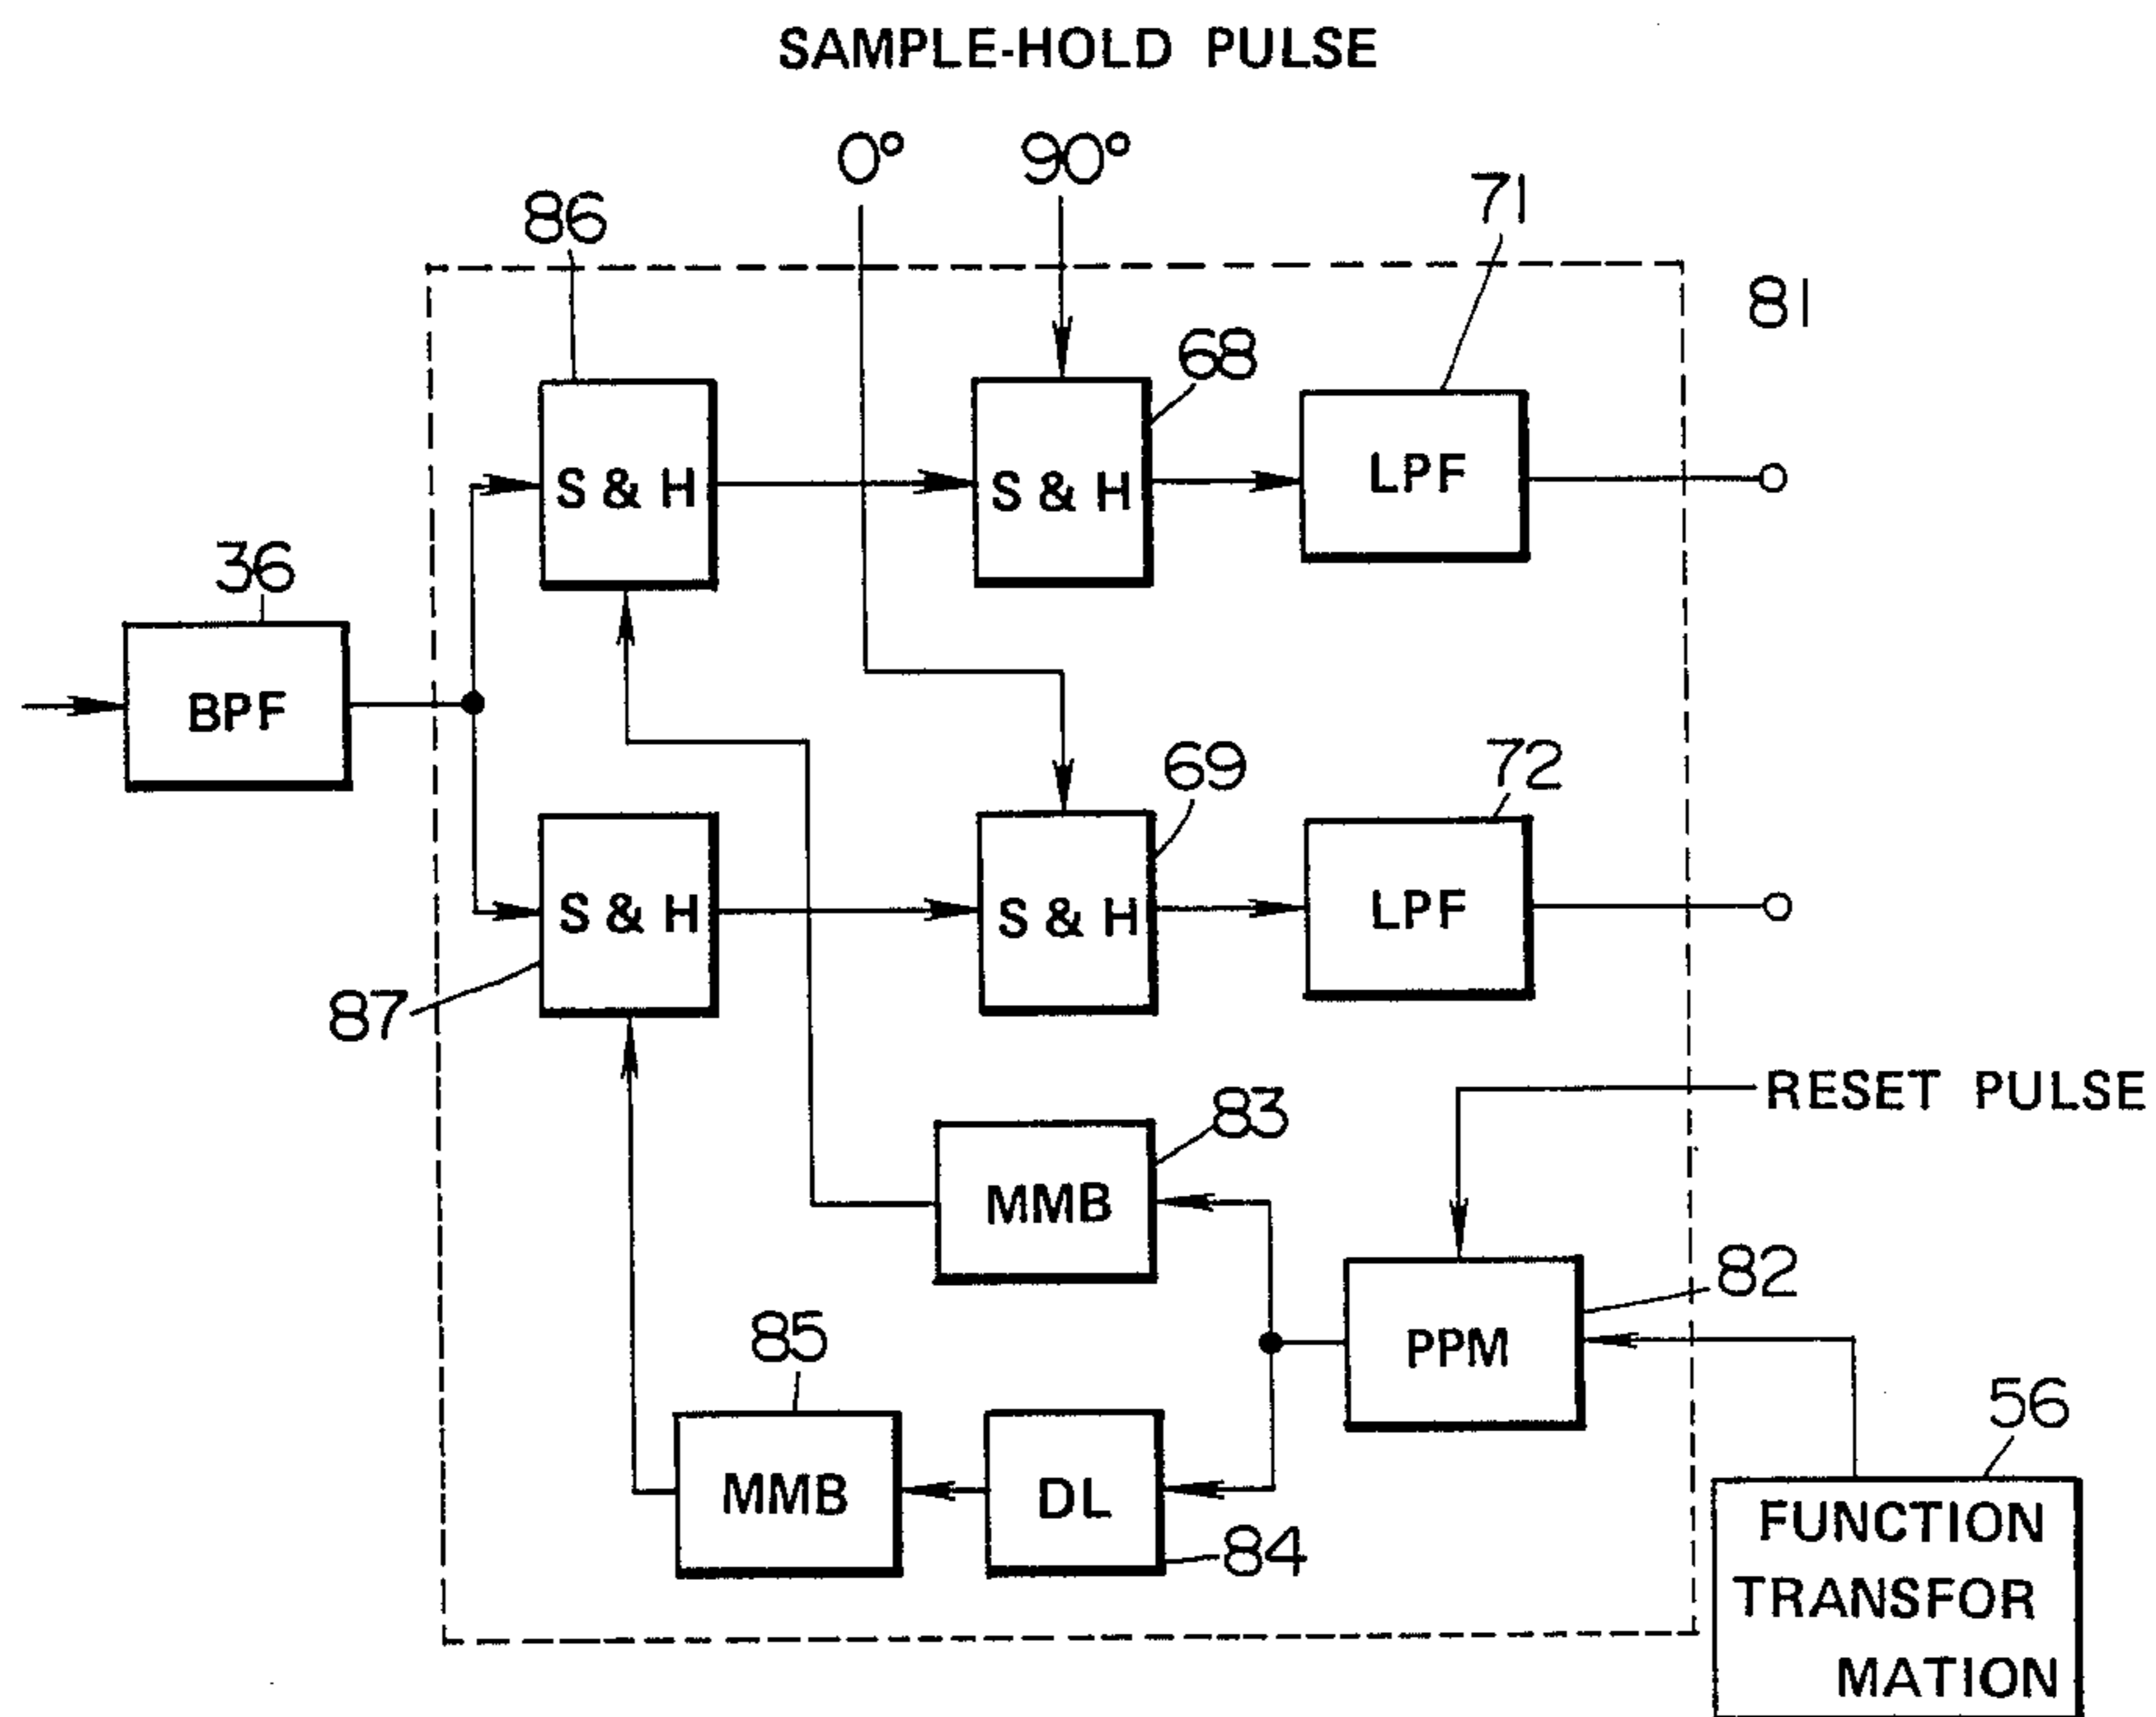 SAMPLE-HOLD PULSE
0° 90°
86 71
81
68
S & H S & H LPF
36
BPF
69 72
S & H S & H LPF
87
RESET PULSE
83
MMB
82
PPM
85
56
MMB DL
84
FUNCTION
TRANSFOR
MATION